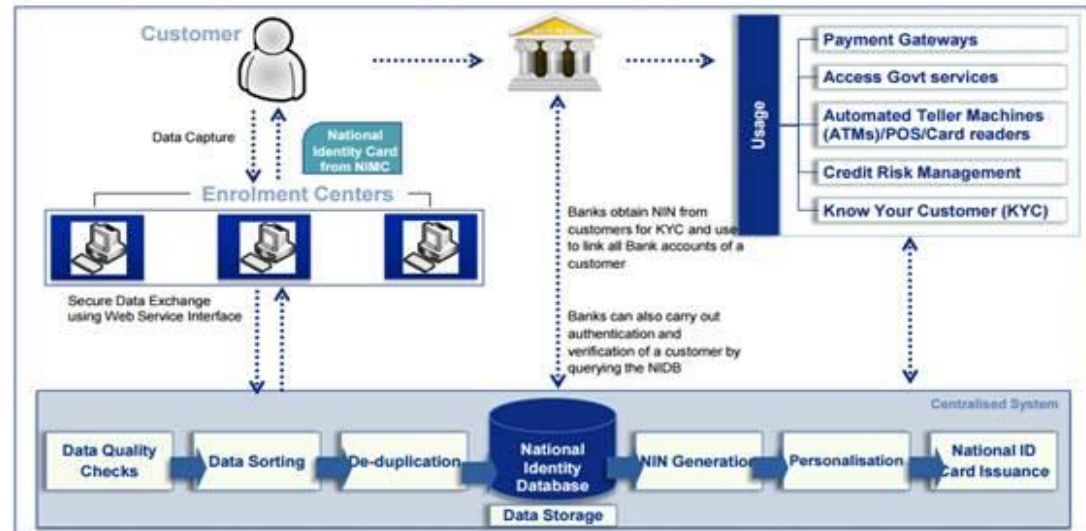 Customer
Data Capture
National
Identity Card
from NIMC
Enrolment Centers
Secure Data Exchange
using Web Service Interface
Banks obtain NIN from
customers for KYC and use
to link all Bank accounts of a
customer
Banks can also carry out
authentication and
verification of a customer by
querying the NIDB
Usage
Payment Gateways
Access Govt services
Automated Teller Machines
(ATMs)/POS/Card readers
Credit Risk Management
Know Your Customer (KYC)
Centralised System
Data Quality
Checks
Data Sorting
De-duplication
National
Identity
Database
Data Storage
NIN Generation
Personalisation
National ID
Card Issuance